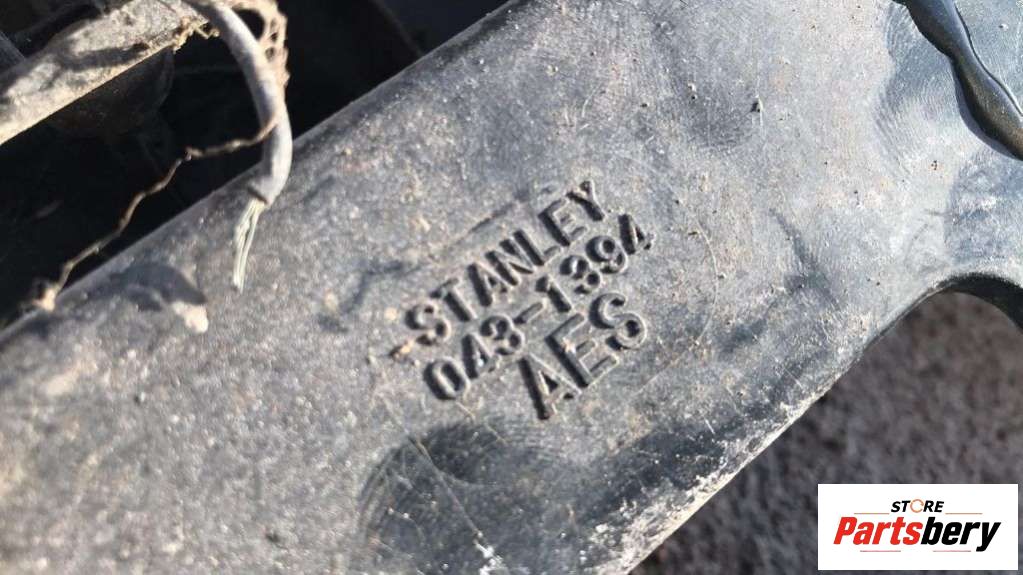 STANLEY
043-1394
AES
STORE
Partsbery